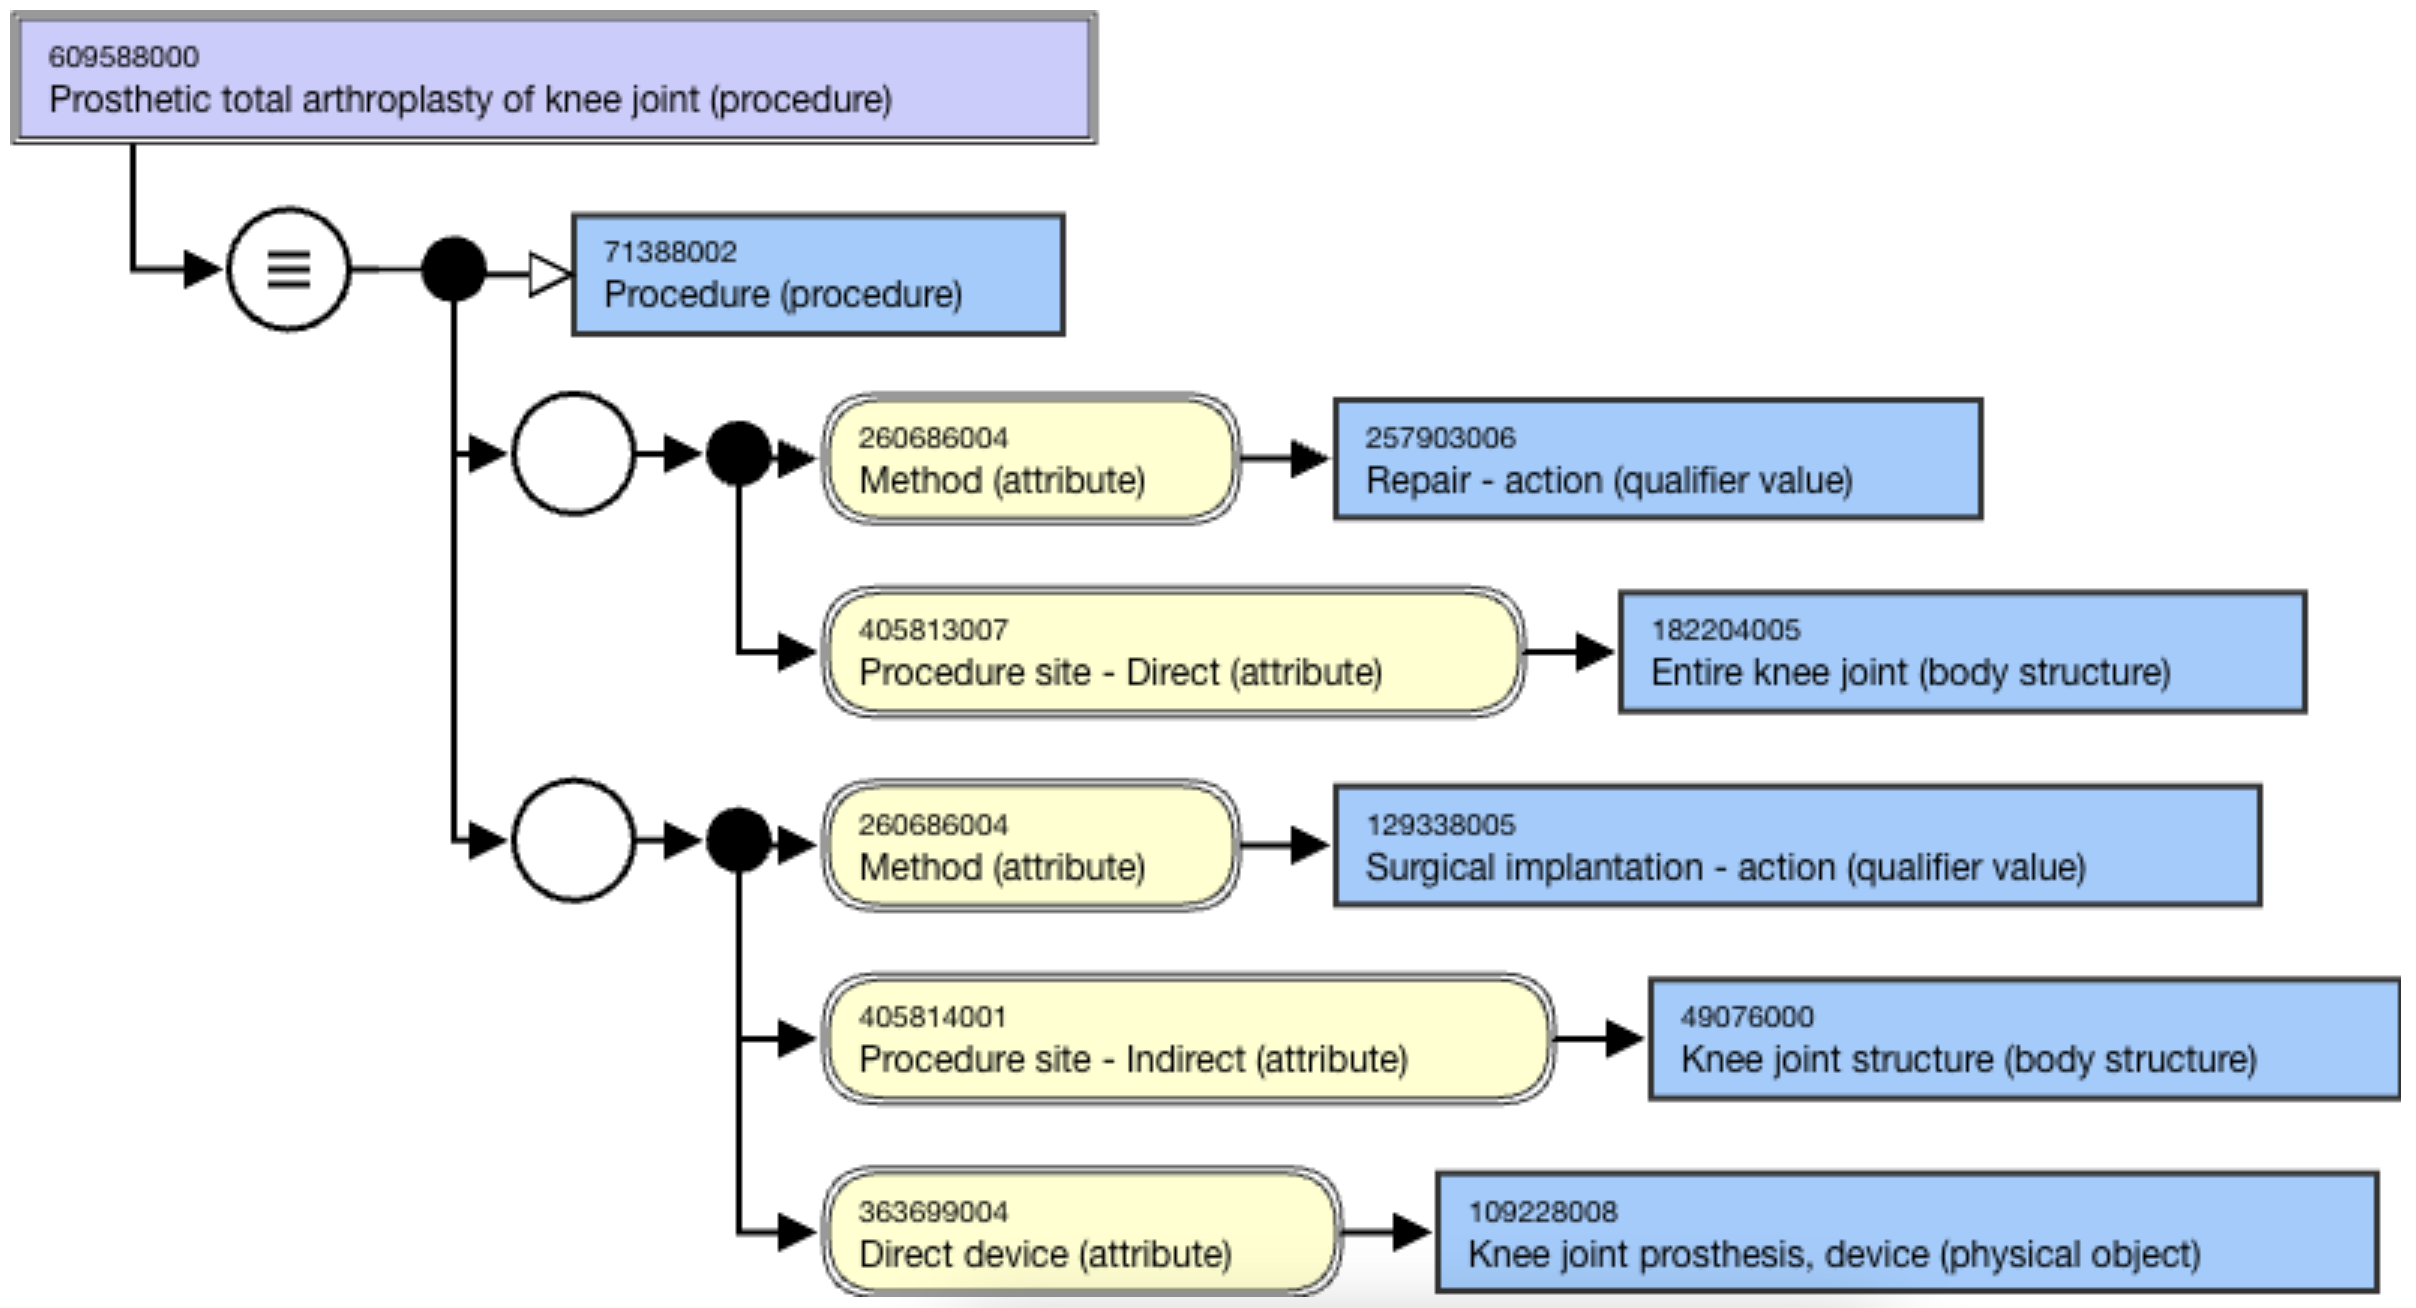 609588000
Prosthetic total arthroplasty of knee joint (procedure)
71388002
Procedure (procedure)
260686004
Method (attribute)
257903006
Repair - action (qualifier value)
405813007
Procedure site - Direct (attribute)
182204005
Entire knee joint (body structure)
260686004
Method (attribute)
129338005
Surgical implantation - action (qualifier value)
405814001
Procedure site - Indirect (attribute)
49076000
Knee joint structure (body structure)
363699004
Direct device (attribute)
109228008
Knee joint prosthesis, device (physical object)